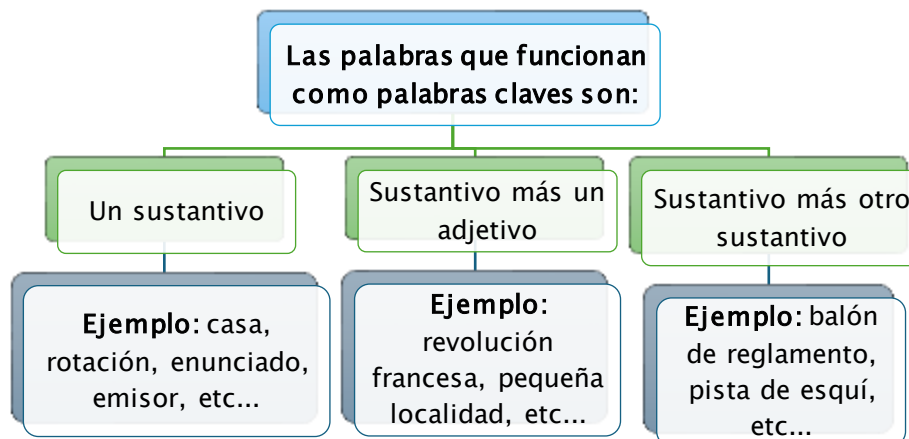 Las palabras que funcionan
como palabras claves son:
Un sustantivo
Sustantivo más un
adjetivo
Sustantivo más otro
sustantivo
Ejemplo: casa,
rotación, enunciado,
emisor, etc...
Ejemplo:
revolución
francesa, pequeña
localidad, etc...
Ejemplo: balón
de reglamento,
pista de esquí,
etc...